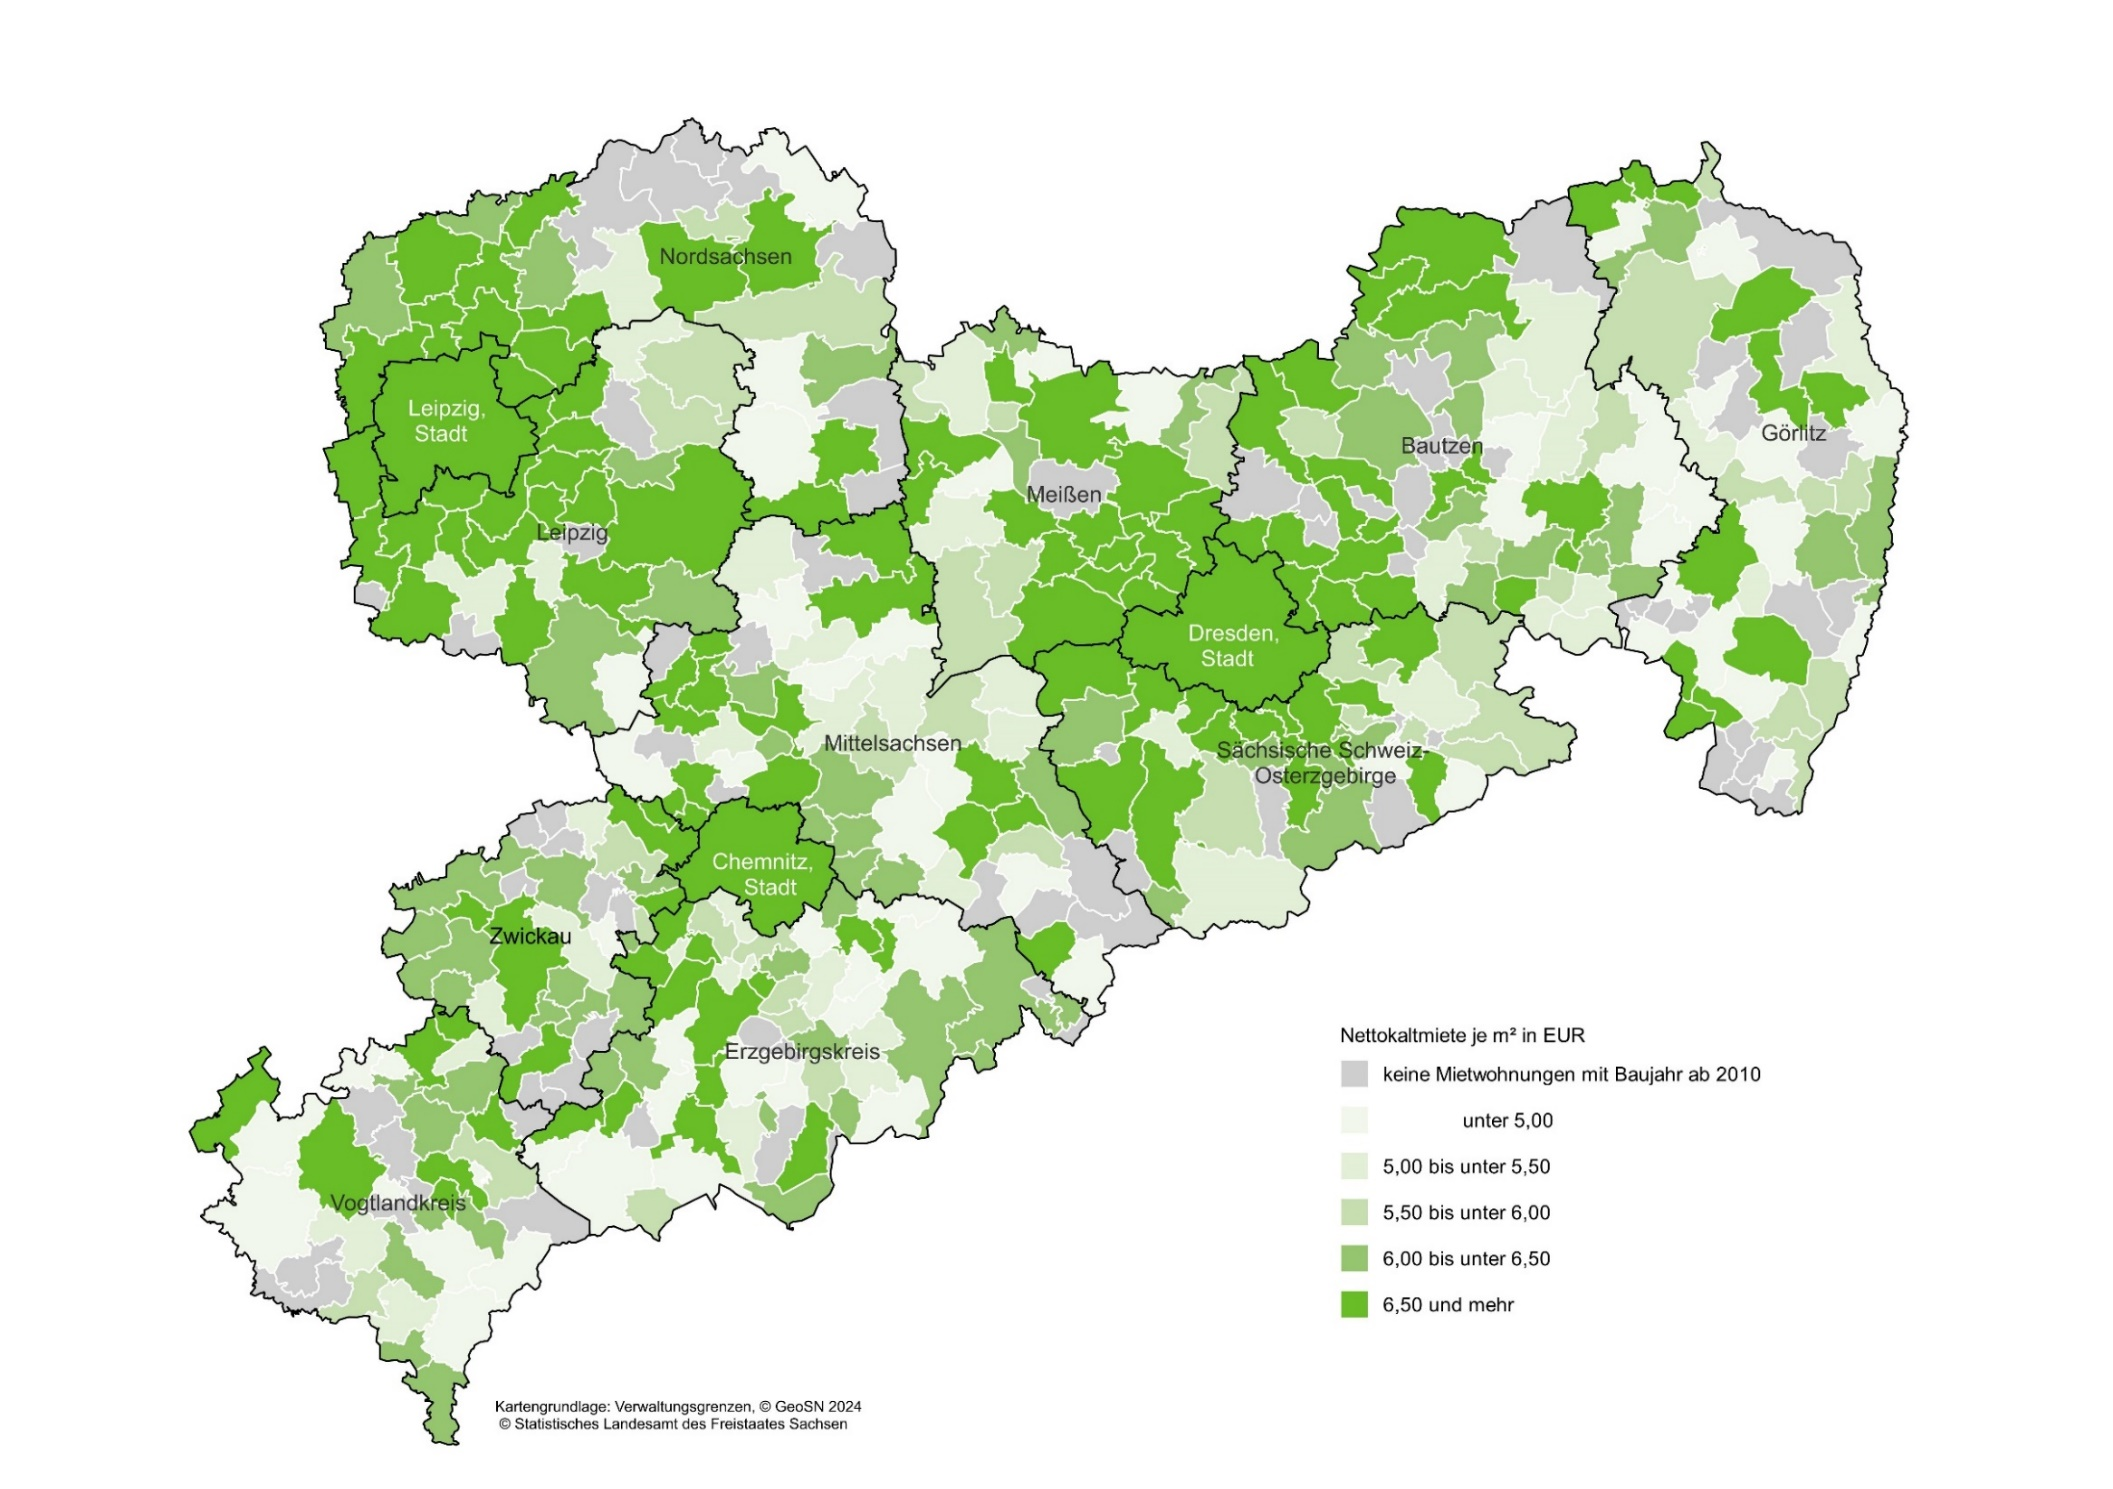 Nordsachsen
Leipzig,
Stadt
Görlitz
Bautzen
Meißen
Leipzig
Dresden,
Stadt
Mittelsachsen
Sächsische Schweiz-
Osterzgebirge
Chemnitz,
Stadt
Zwickau
Erzgebirgskreis
Vogtlandkreis
Nettokaltmiete je m² in EUR
keine Mietwohnungen mit Baujahr ab 2010
unter 5,00
5,00 bis unter 5,50
5,50 bis unter 6,00
6,00 bis unter 6,50
6,50 und mehr
Kartengrundlage: Verwaltungsgrenzen, © GeoSN 2024
© Statistisches Landesamt des Freistaates Sachsen